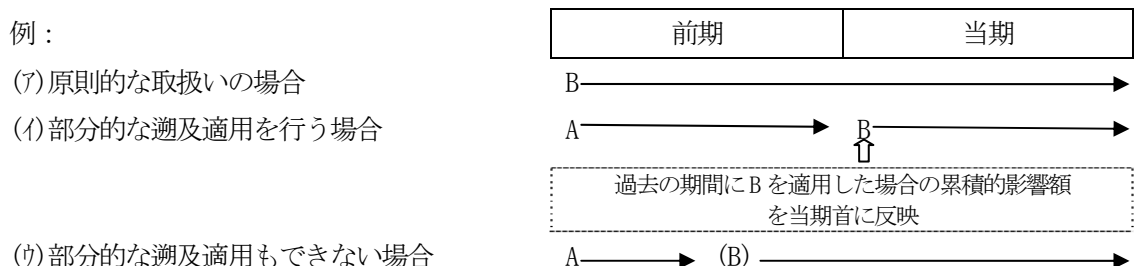 例：
前期 当期
(ｱ)原則的な取扱いの場合 B
(ｲ)部分的な遡及適用を行う場合 A B
過去の期間に B を適用した場合の累積的影響額
を当期首に反映
(ｳ)部分的な遡及適用もできない場合 A (B)